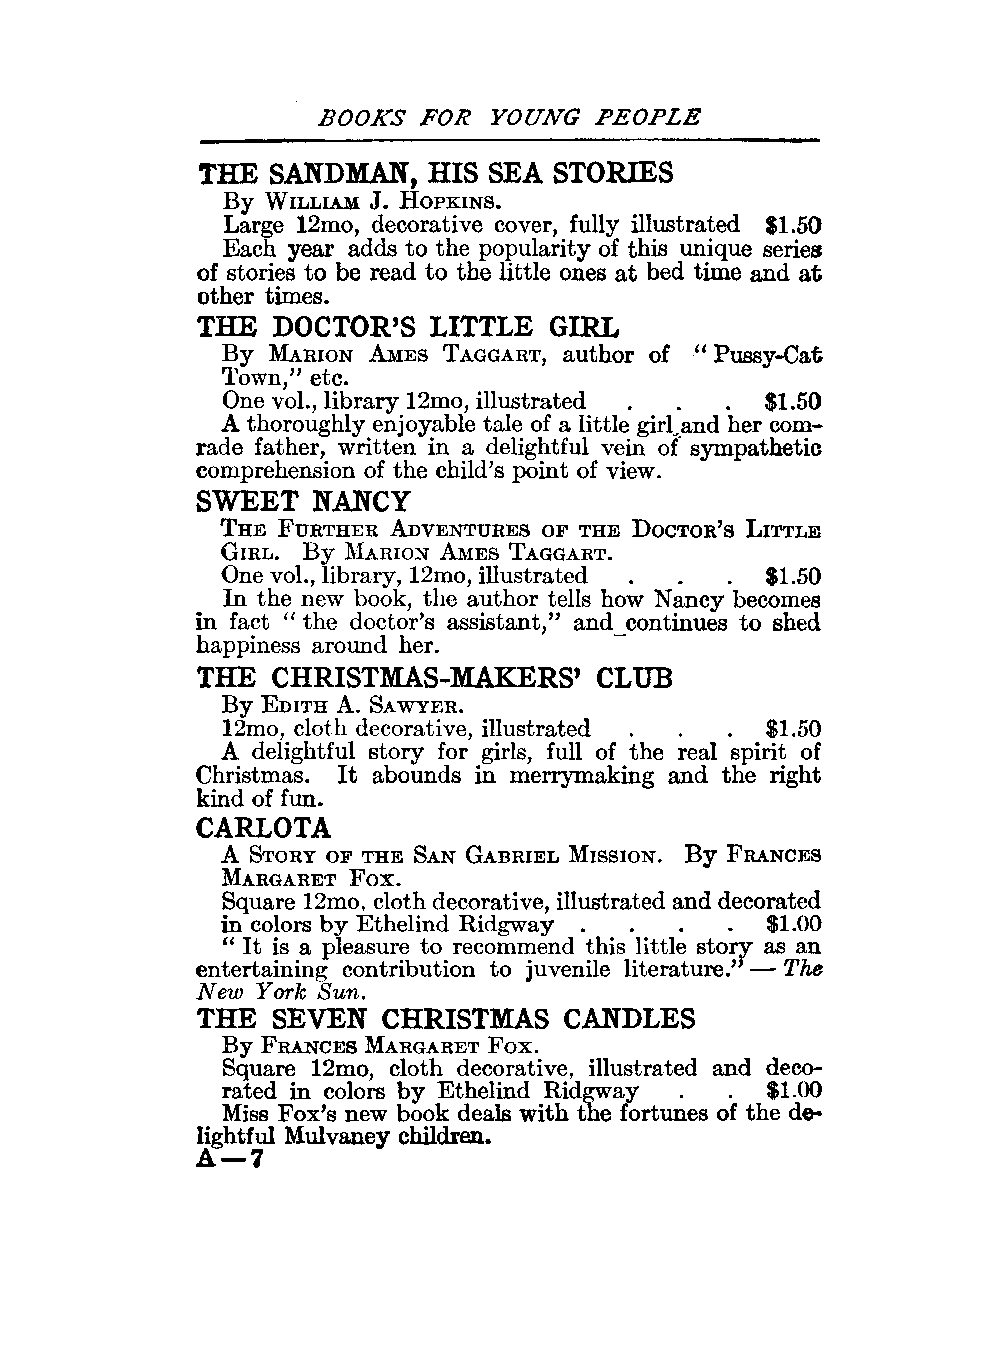 BOOKS FOR YOUNG PEOPLE
THE SANDMAN, HIS SEA STORIES
By WILLIAM J. HOPKINS.
Large 12mo, decorative cover, fully illustrated $1.50
Each year adds to the popularity of this unique series
of stories to be read to the little ones at bed time and at
other times.
THE DOCTOR'S LITTLE GIRL
By MARION AMES TAGGART, author of "Pussy-Cat
Town," etc.
One vol., library 12mo, illustrated . . . $1.50
A thoroughly enjoyable tale of a little girl and her com-
rade father, written in a delightful vein of sympathetic
comprehension of the child's point of view.
SWEET NANCY
THE FURTHER ADVENTURES OF THE DOCTOR'S LITTLE
GIRL. By MARION AMES TAGGART.
One vol., library, 12mo, illustrated . . . $1.50
In the new book, the author tells how Nancy becomes
in fact "the doctor's assistant," and continues to shed
happiness around her.
THE CHRISTMAS-MAKERS' CLUB
By EDITH A. SAWYER.
12mo, cloth decorative, illustrated . . . $1.50
A delightful story for girls, full of the real spirit of
Christmas. It abounds in merrymaking and the right
kind of fun.
CARLOTA
A STORY OF THE SAN GABRIEL MISSION. By FRANCES
MARGARET FOX.
Square 12mo, cloth decorative, illustrated and decorated
in colors by Ethelind Ridgway . . . . $1.00
"It is a pleasure to recommend this little story as an
entertaining contribution to juvenile literature." — The
New York Sun.
THE SEVEN CHRISTMAS CANDLES
By FRANCES MARGARET FOX.
Square 12mo, cloth decorative, illustrated and deco-
rated in colors by Ethelind Ridgway . . $1.00
Miss Fox's new book deals with the fortunes of the de-
lightful Mulvaney children.
A — 7